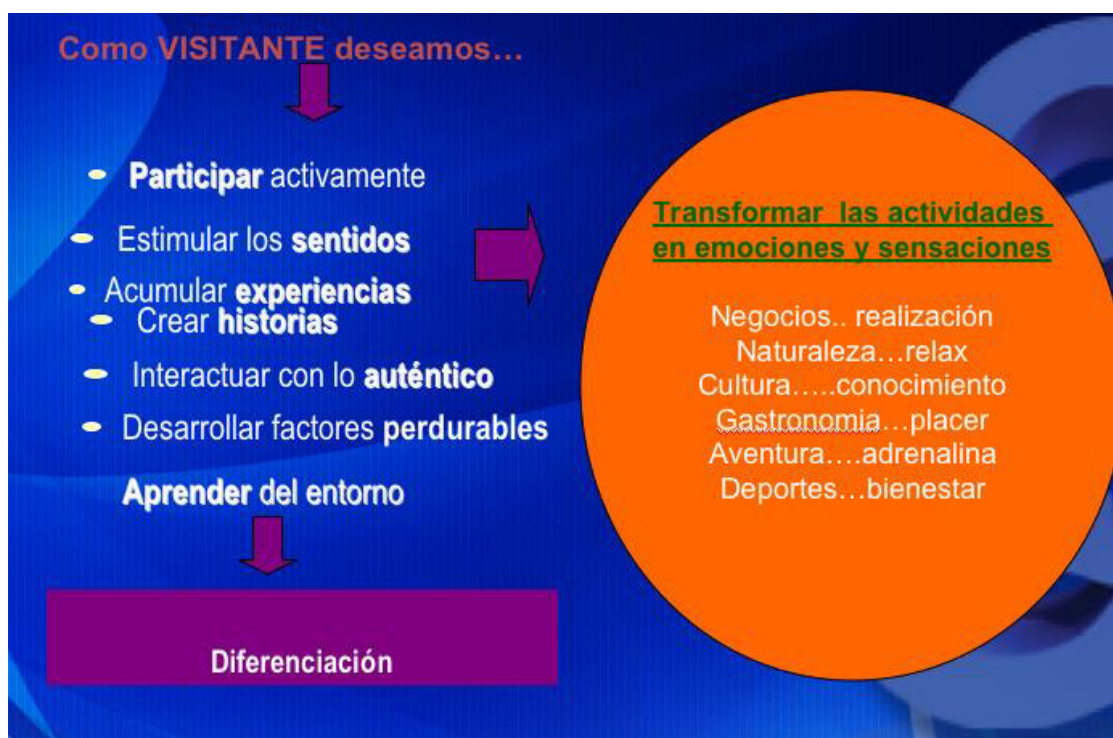 Como VISITANTE deseamos…
• Participar activamente
• Estimular los sentidos
• Acumular experiencias
• Crear historias
• Interactuar con lo auténtico
• Desarrollar factores perdurables
Aprender del entorno
Diferenciación
Transformar las actividades
en emociones y sensaciones
Negocios.. realización
Naturaleza…relax
Cultura…..conocimiento
Gastronomia…placer
Aventura….adrenalina
Deportes…bienestar